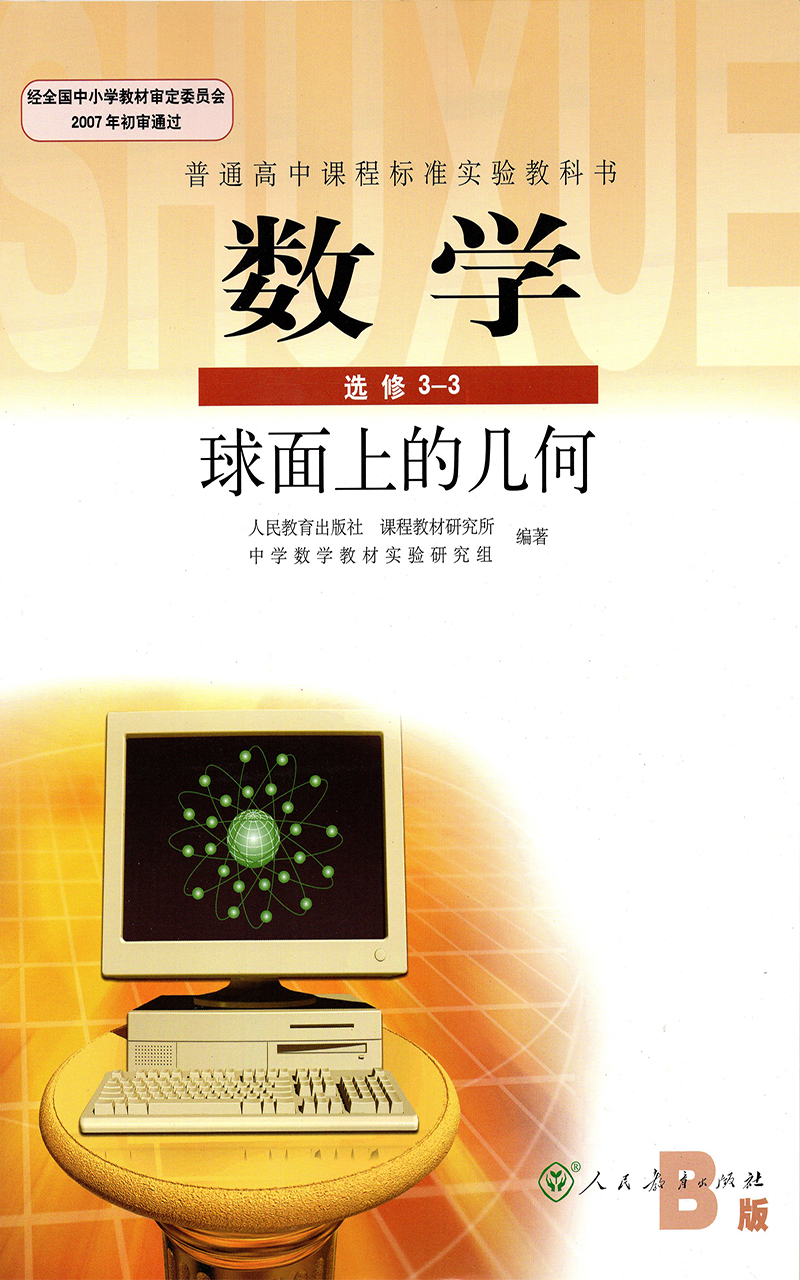 SHUXUE
经全国中小学教材审定委员会
2007年初审通过
普通高中课程标准实验教科书
数学
选修 3-3
球面上的几何
人民教育出版社 课程教材研究所
中学数学教材实验研究组
编著
人民教育出版社
B版